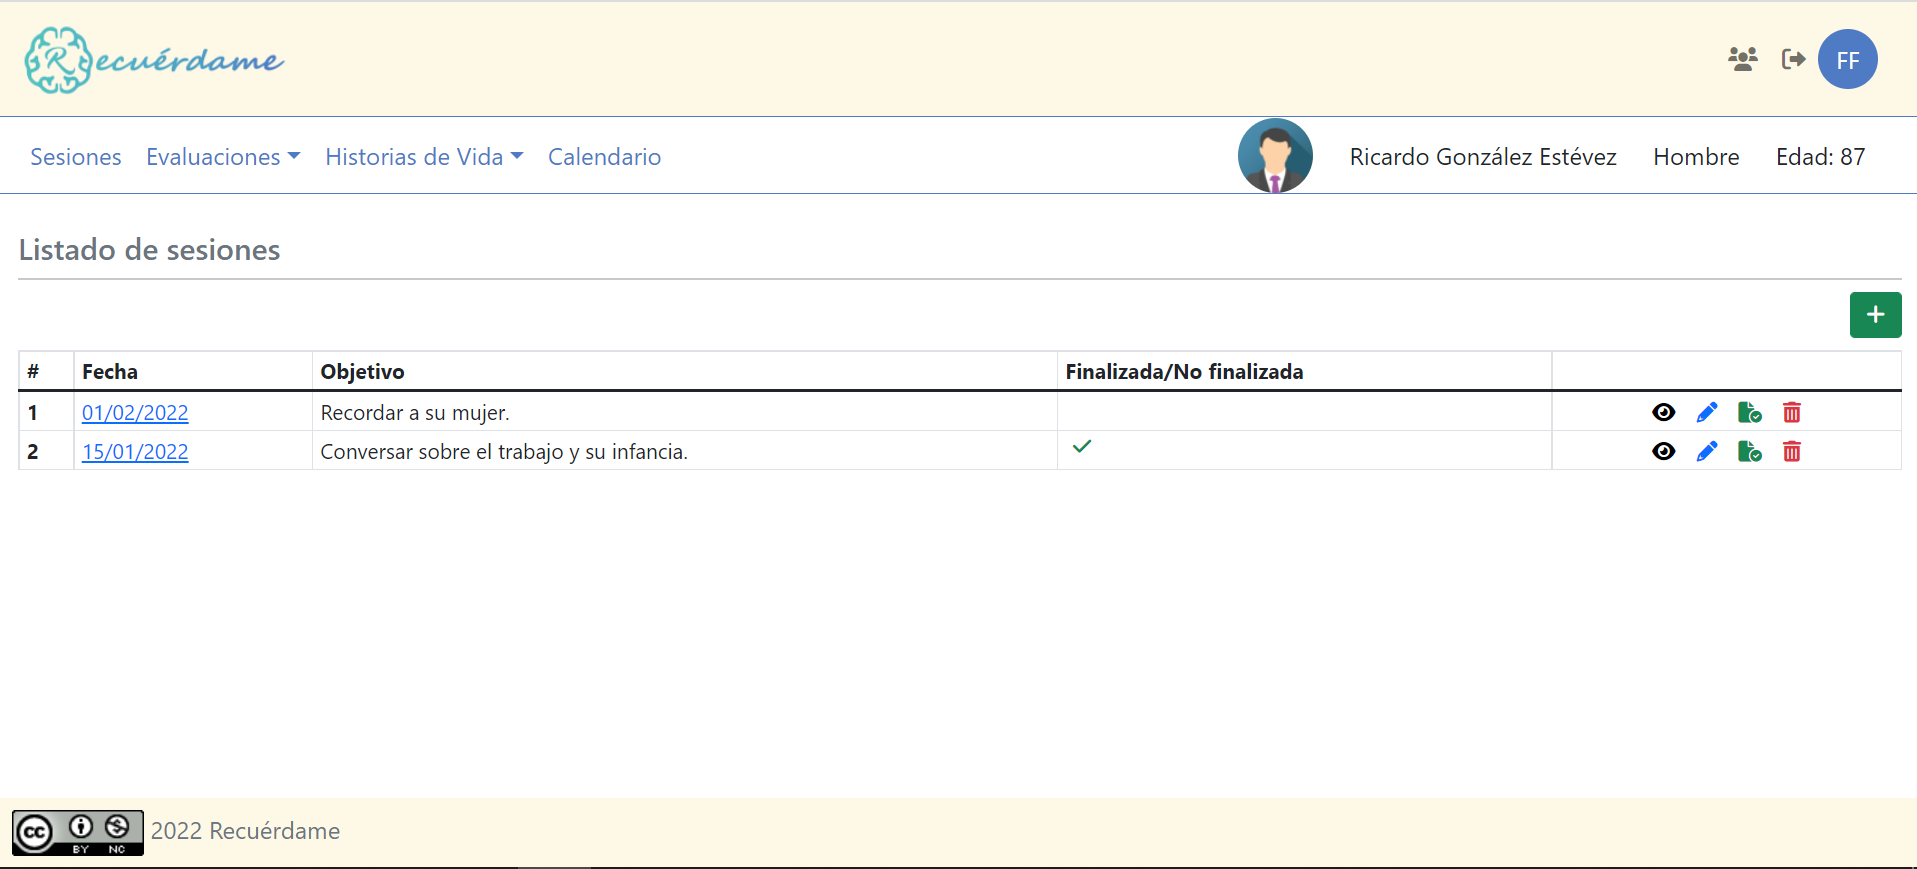 Recuérdame
FF
Sesiones Evaluaciones Historias de Vida Calendario Ricardo González Estévez Hombre Edad: 87
Listado de sesiones
+
# Fecha Objetivo Finalizada/No finalizada
1 01/02/2022 Recordar a su mujer.
2 15/01/2022 Conversar sobre el trabajo y su infancia.
cc BY NC 2022 Recuérdame